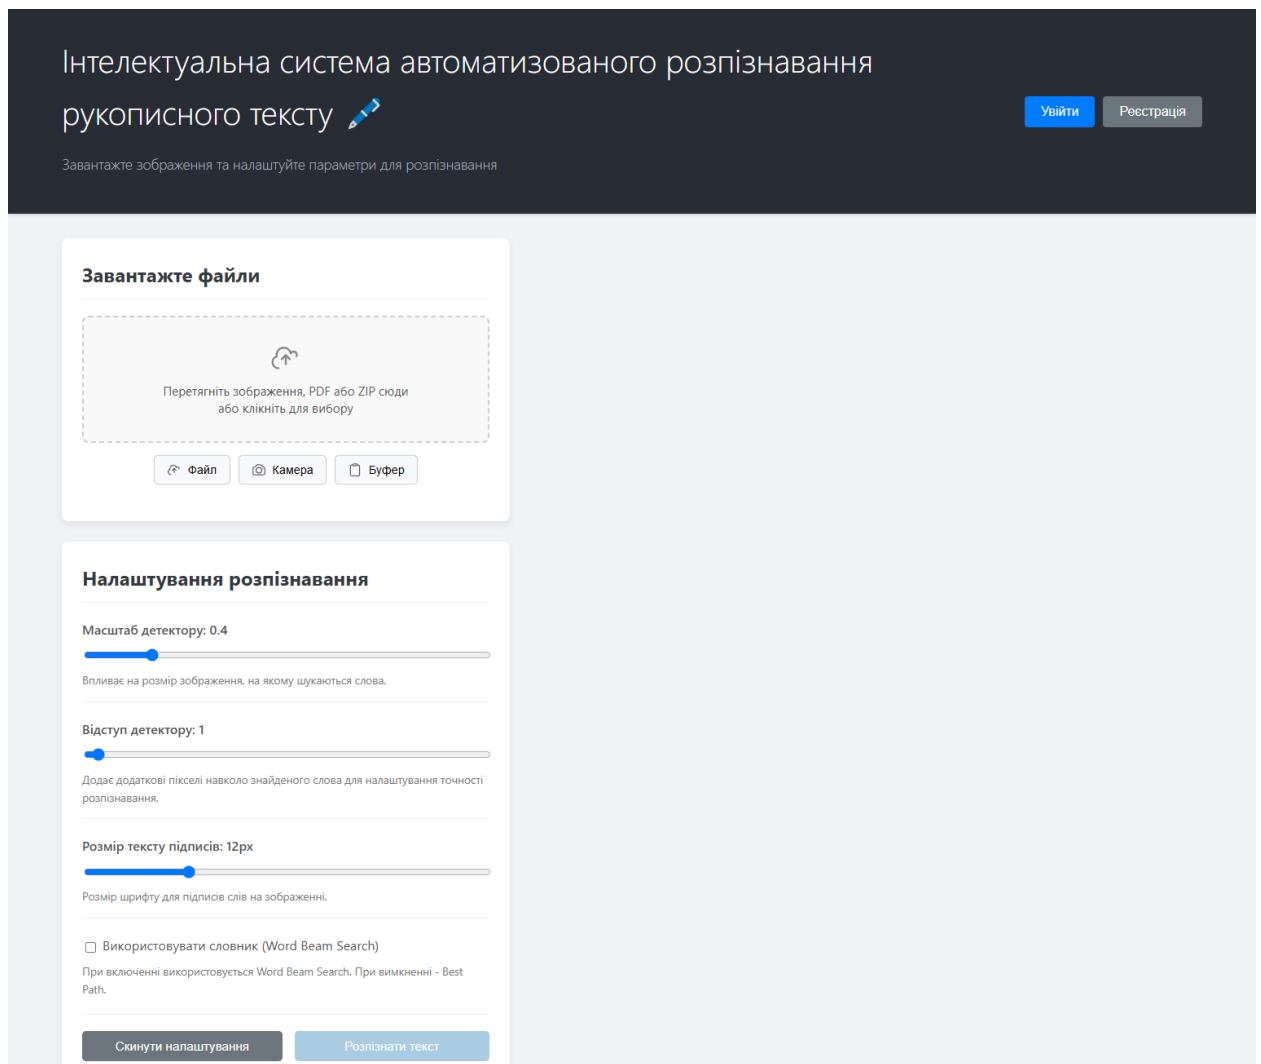 Інтелектуальна система автоматизованого розпізнавання
рукописного тексту
Увійти
Реєстрація
Завантажте зображення та налаштуйте параметри для розпізнавання
Завантажте файли
Перетягніть зображення, PDF або ZIP сюди
або клікніть для вибору
Файл
Камера
Буфер
Налаштування розпізнавання
Масштаб детектору: 0.4
Впливає на розмір зображення, на якому шукаються слова.
Відступ детектору: 1
Додає додаткові пікселі навколо знайденого слова для налаштування точності
розпізнавання.
Розмір тексту підписів: 12px
Розмір шрифту для підписів слів на зображенні.
Використовувати словник (Word Beam Search)
При включенні використовується Word Beam Search. При вимкненні - Best
Path.
Скинути налаштування
Розпізнати текст